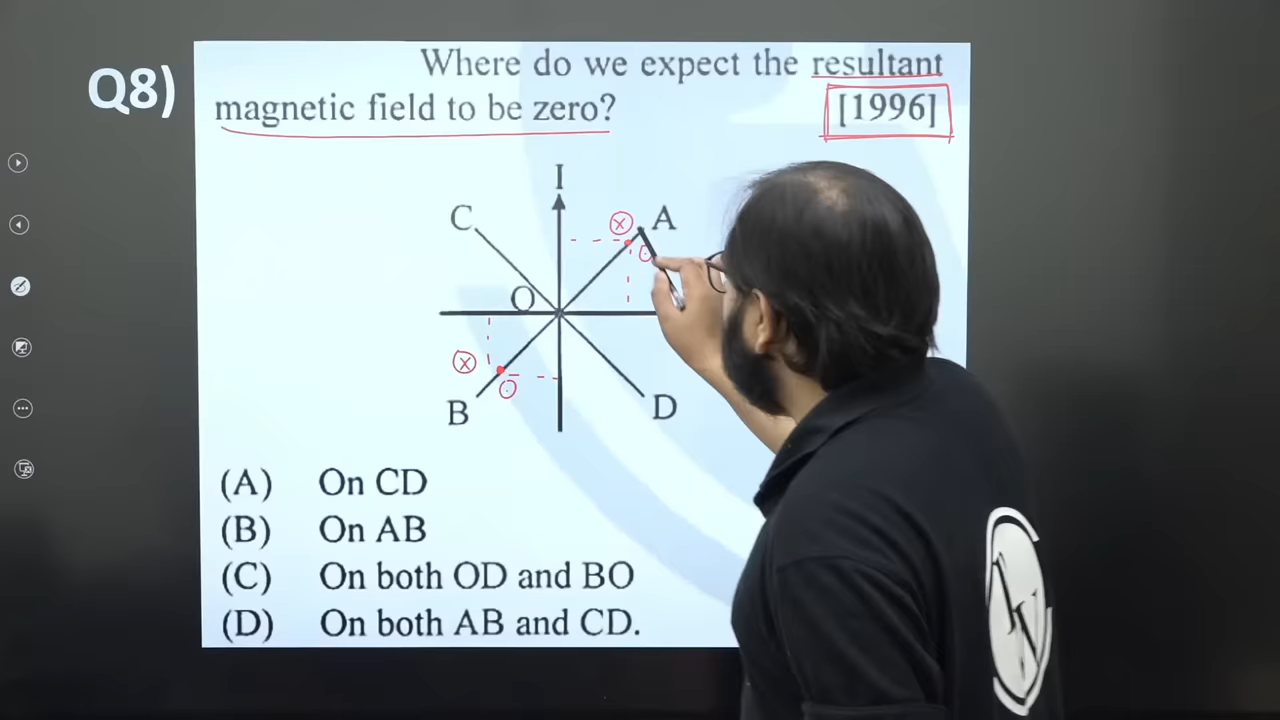 Q8)
Where do we expect the resultant
magnetic field to be zero?
[1996]
I
C
A
O
B
D
(A) On CD
(B) On AB
(C) On both OD and BO
(D) On both AB and CD.